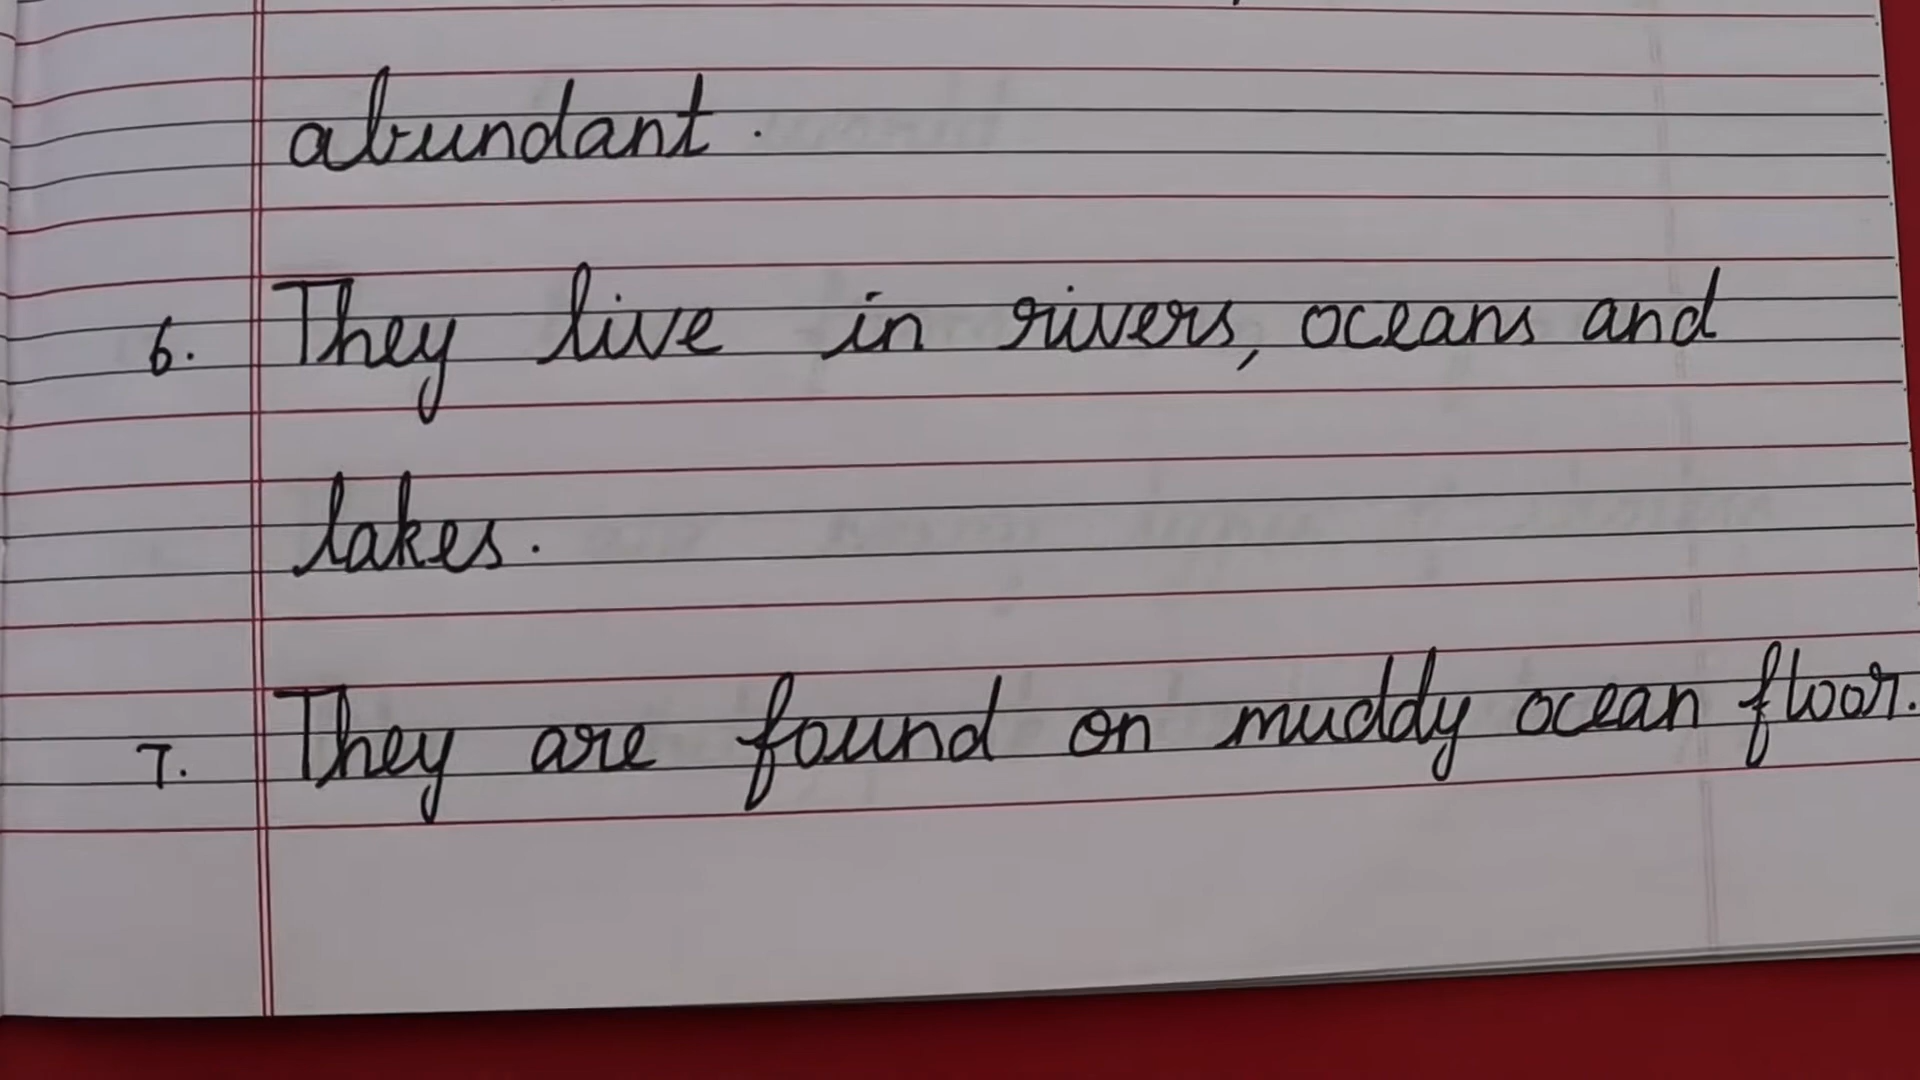 abundant.
6. They live in rivers, oceans and
lakes.
7. They are found on muddy ocean floor.